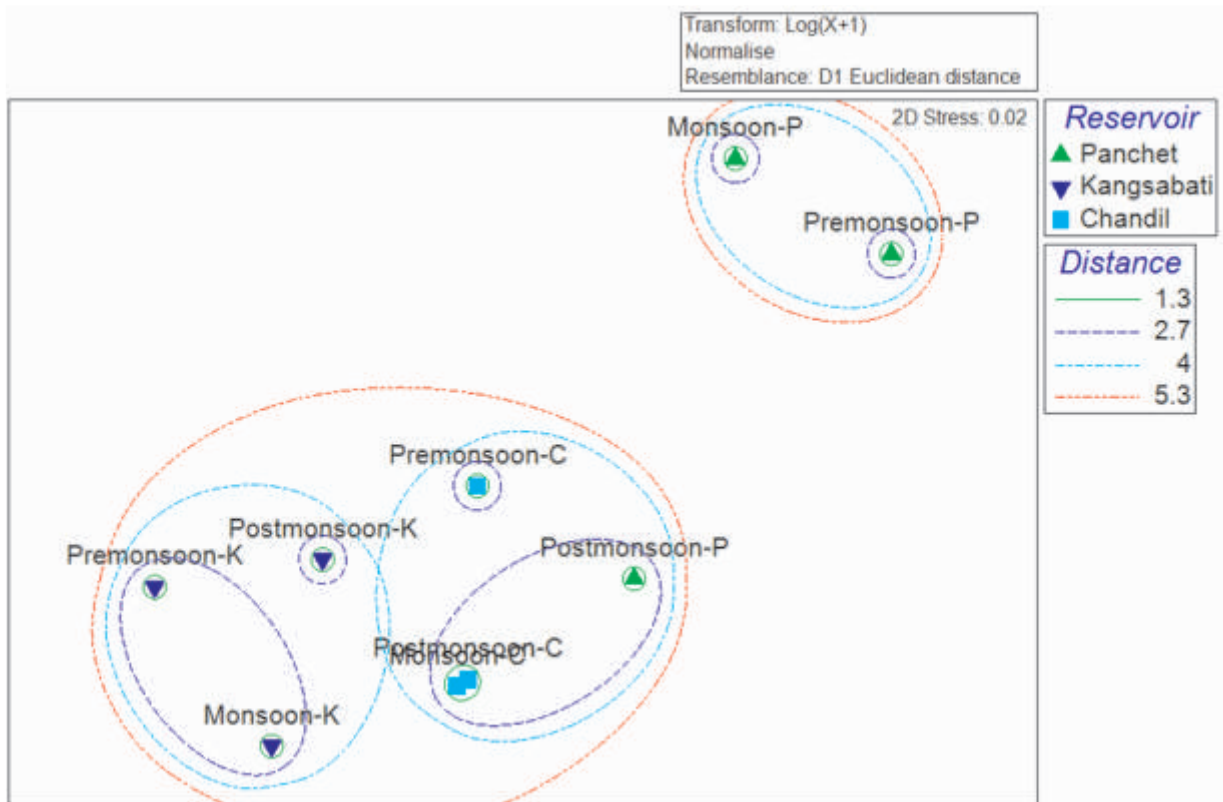 Transform: Log(X+1)
Normalise
Resemblance: D1 Euclidean distance
2D Stress: 0.02
Monsoon-P
Premonsoon-P
Reservoir
Panchet
Kangsabati
Chandil
Distance
1.3
2.7
4
5.3
Premonsoon-C
Postmonsoon-K
Premonsoon-K
Postmonsoon-P
Postmonsoon-C
Monsoon-C
Monsoon-K